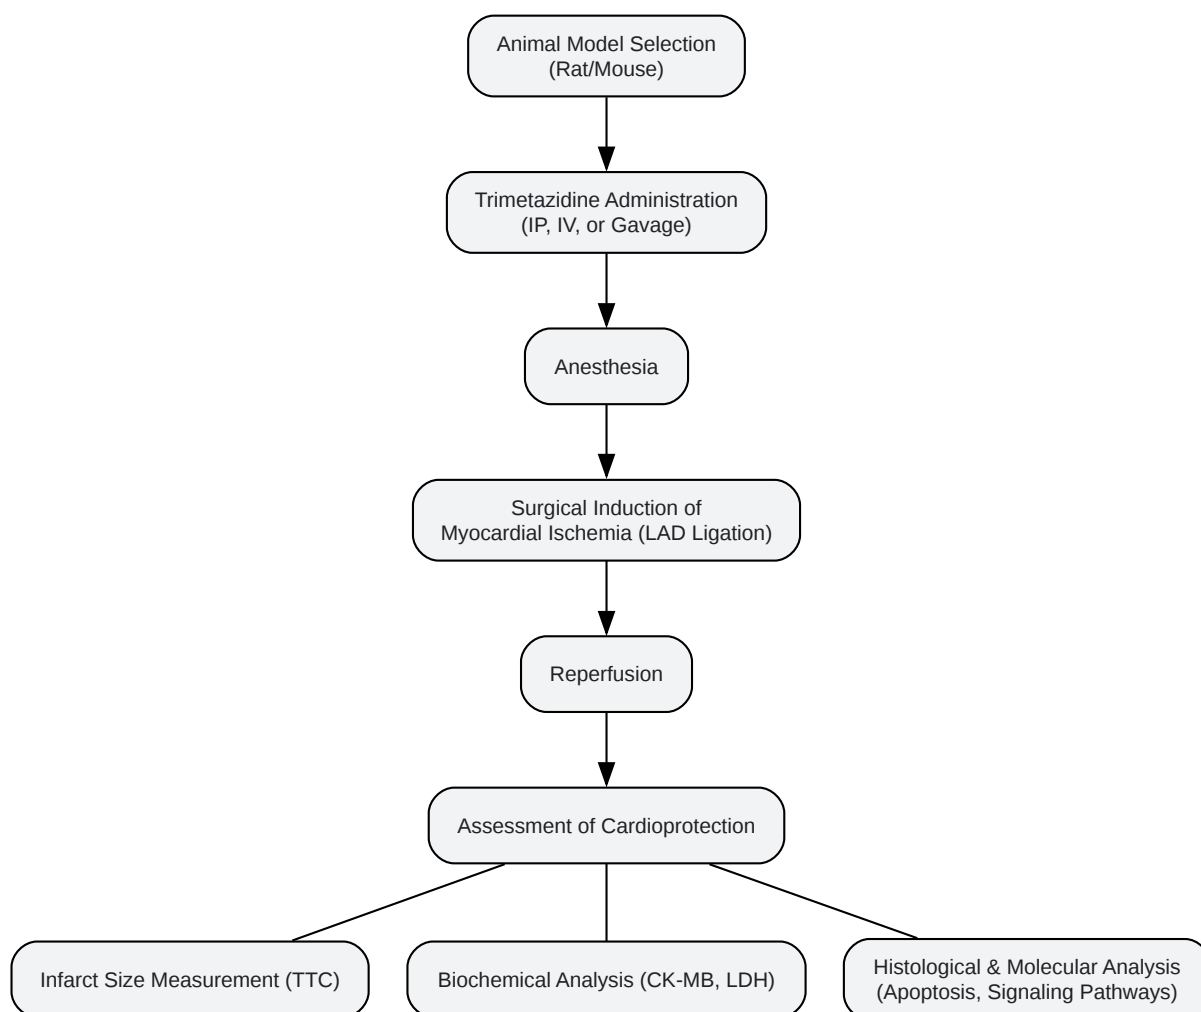 Animal Model Selection
(Rat/Mouse)
Trimetazidine Administration
(IP, IV, or Gavage)
Anesthesia
Surgical Induction of
Myocardial Ischemia (LAD Ligation)
Reperfusion
Assessment of Cardioprotection
Infarct Size Measurement (TTC)
Biochemical Analysis (CK-MB, LDH)
Histological & Molecular Analysis
(Apoptosis, Signaling Pathways)